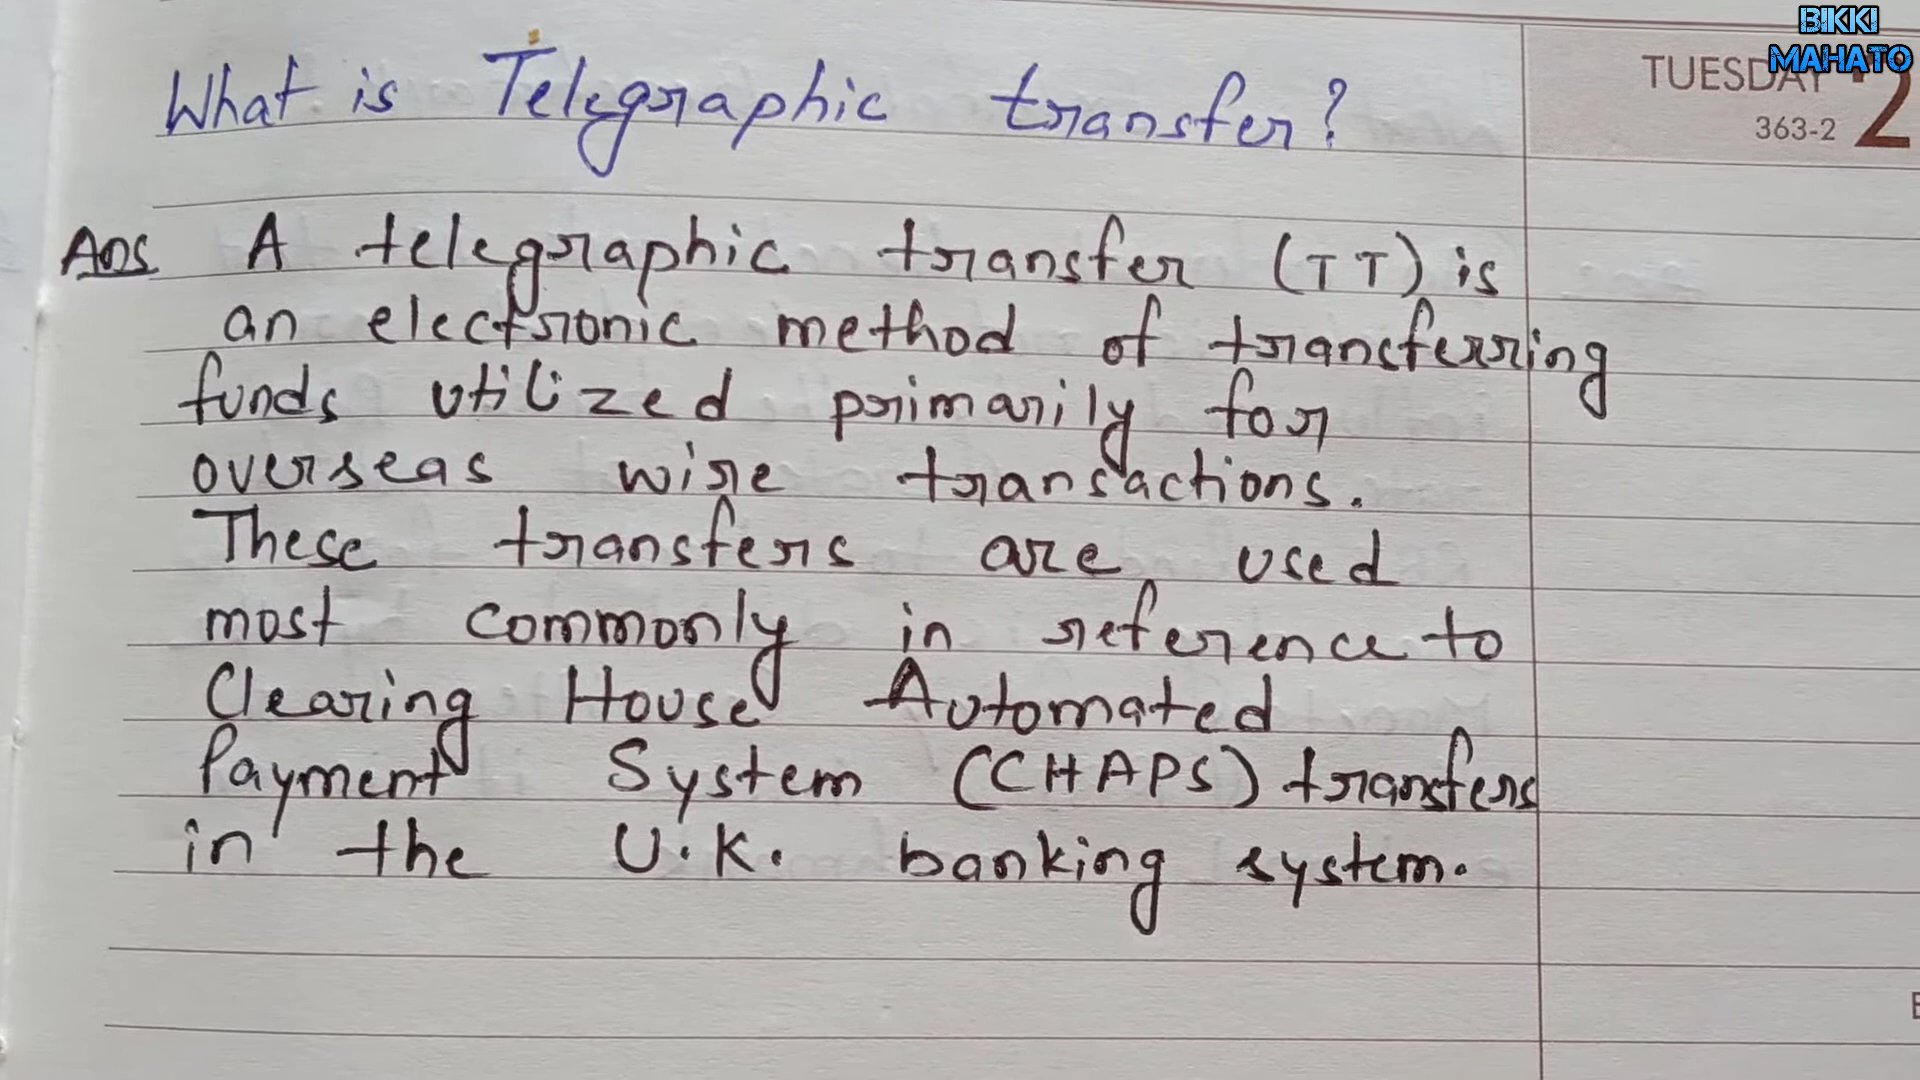 BIKKI
MAHATO
TUESDAY 2
363-2
What is Telegraphic transfer?
Ans A telegraphic transfer (TT) is
an electronic method of transferring
funds utilized primarily for
overseas wire transactions.
These transfers are used
most commonly in reference to
Clearing House Automated
Payment System (CHAPS) transfers
in the U.K. banking system.